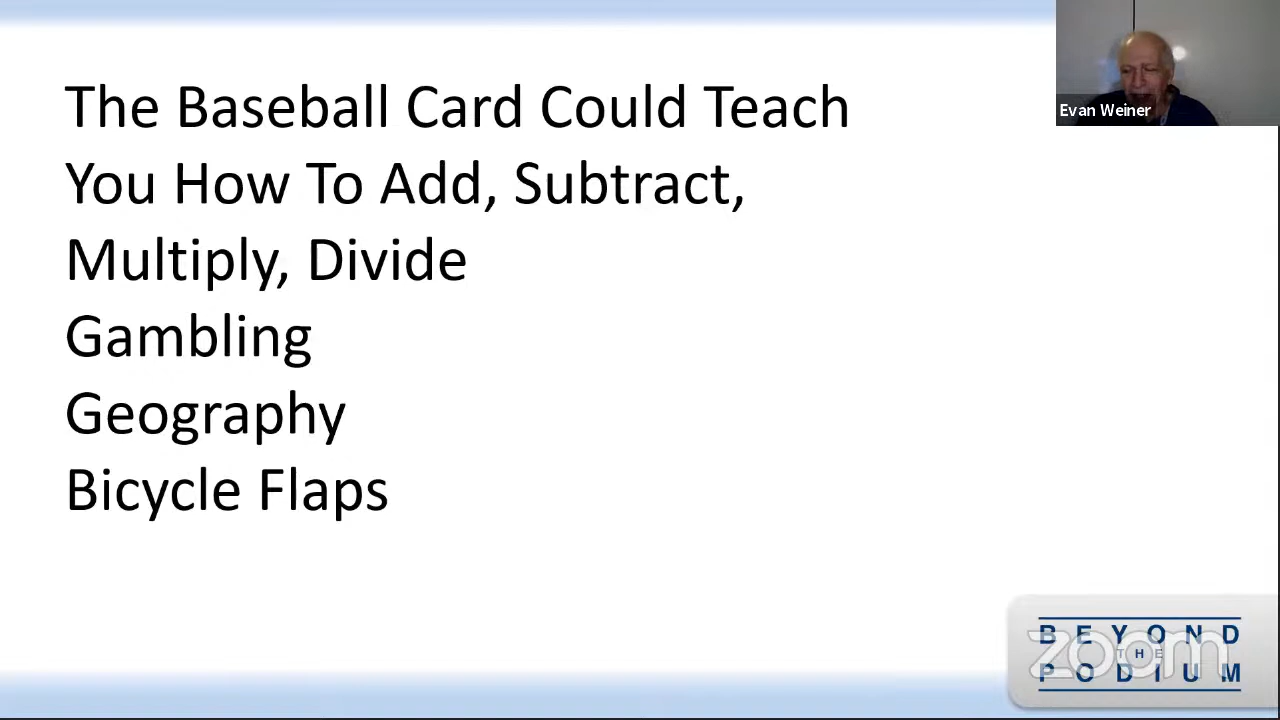 The Baseball Card Could Teach
You How To Add, Subtract,
Multiply, Divide
Gambling
Geography
Bicycle Flaps
Evan Weiner
BEYOND
THE
PODIUM
zoom